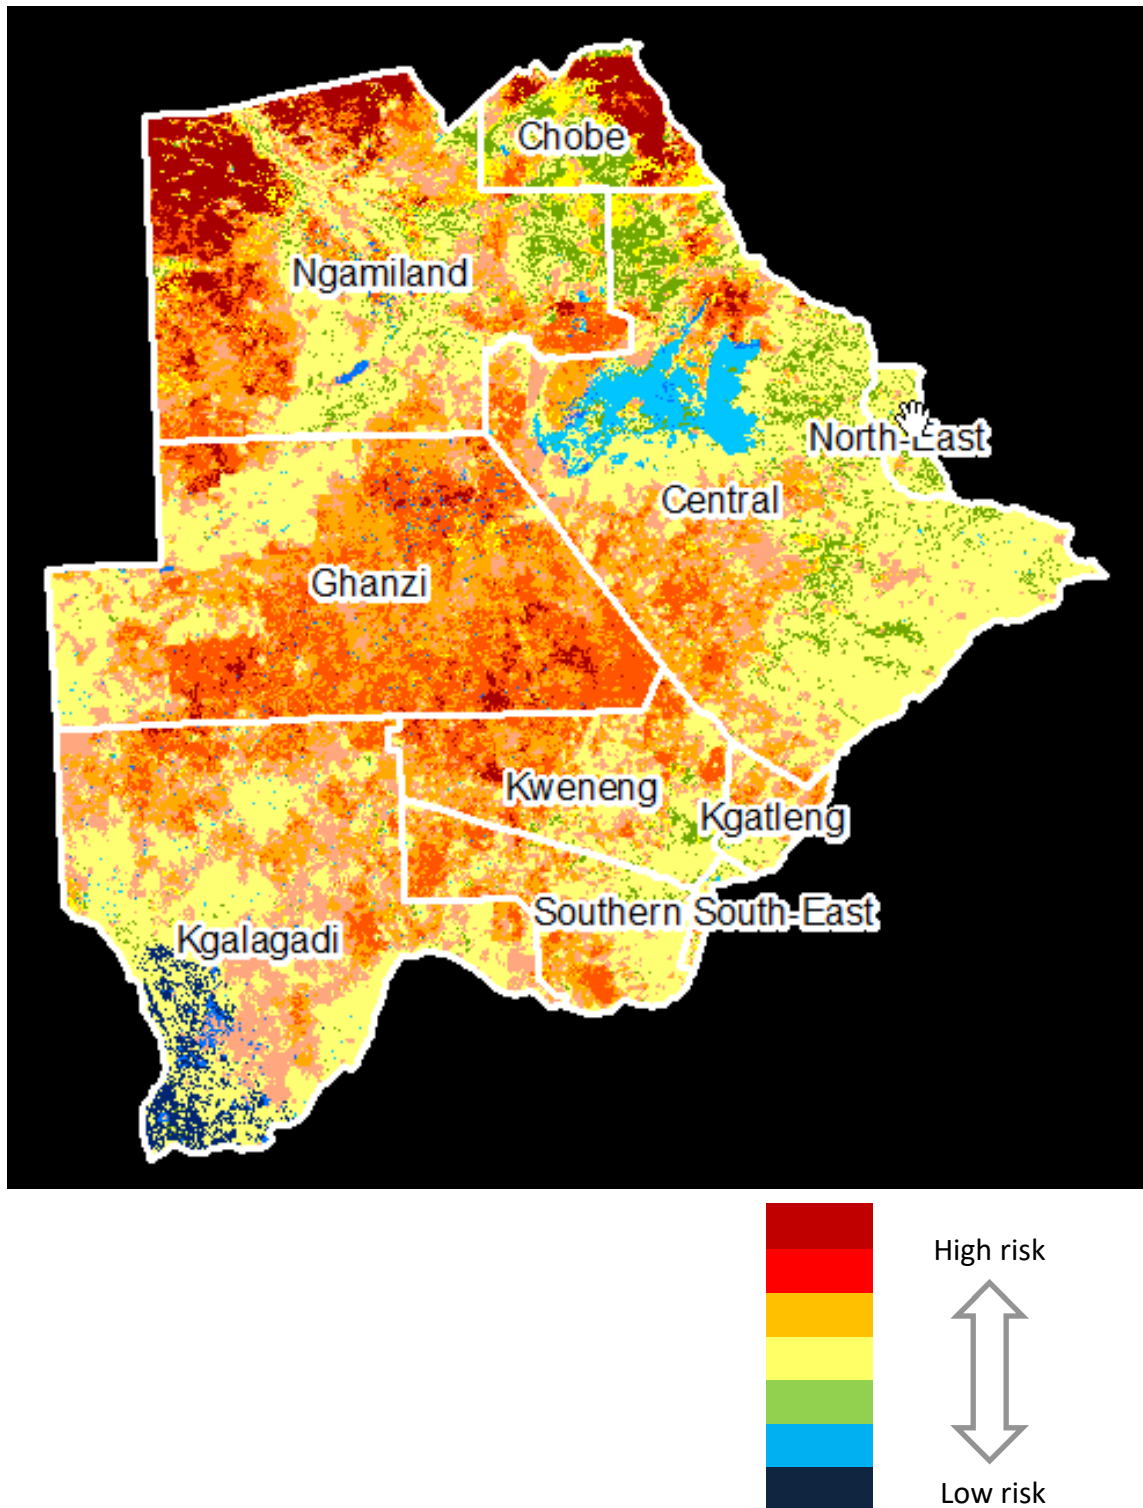 Chobe
Ngamiland
North-East
Central
Ghanzi
Kweneng
Kgatleng
Southern South-East
Kgalagadi
High risk
Low risk